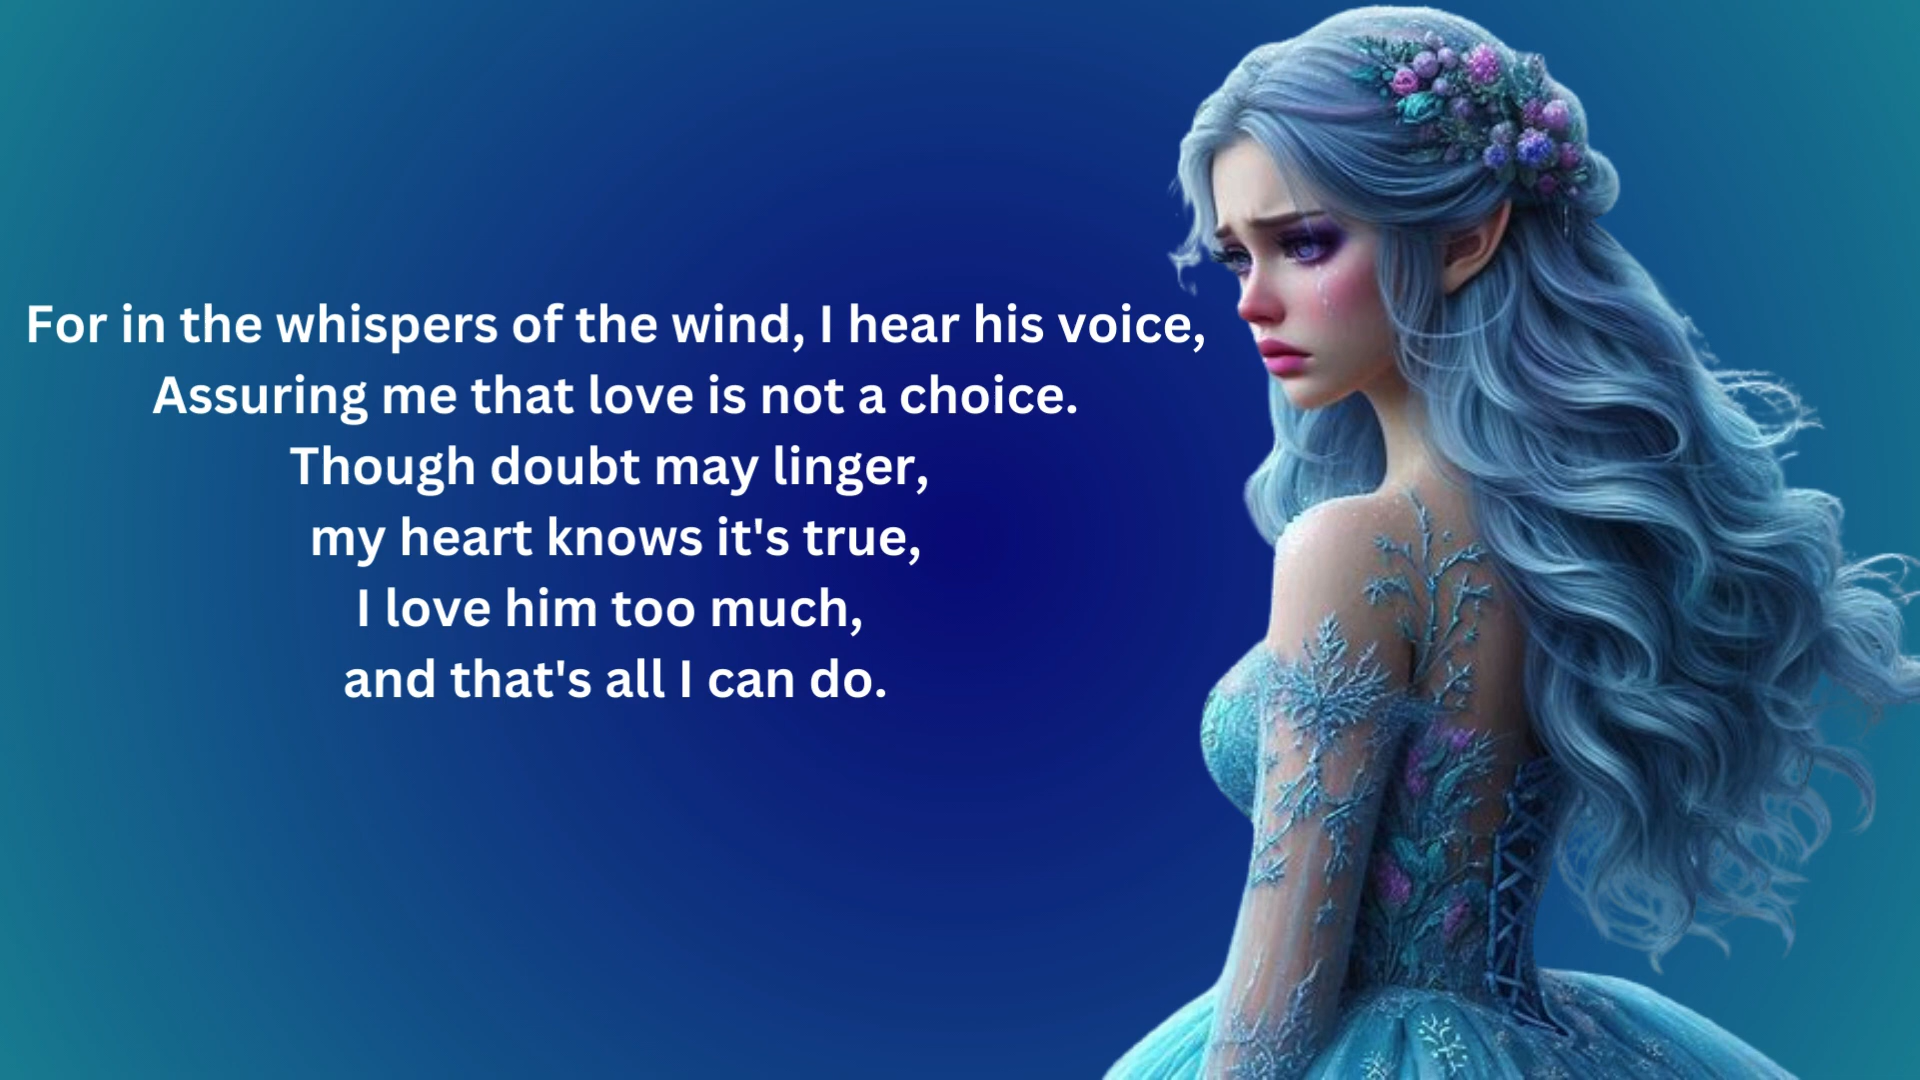 For in the whispers of the wind, I hear his voice,
Assuring me that love is not a choice.
Though doubt may linger,
my heart knows it's true,
I love him too much,
and that's all I can do.